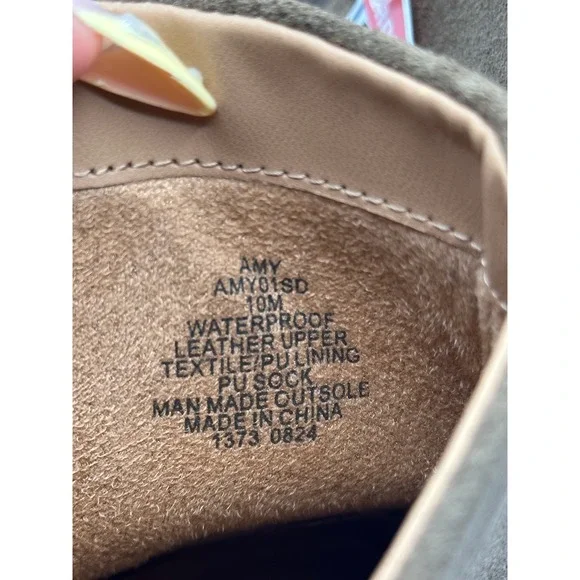 AMY
AMY01SD
10M
WATERPROOF
LEATHER UPPER
TEXTILE/PU LINING
PU SOCK
MAN MADE OUTSOLE
MADE IN CHINA
1373 0824